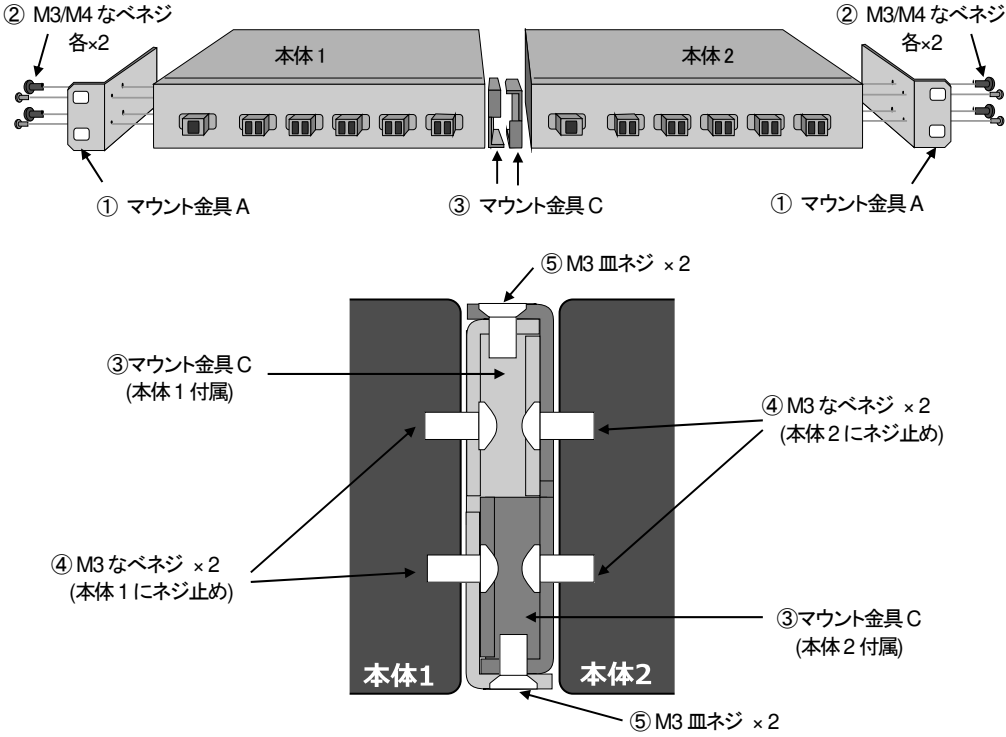 ② M3/M4 なベネジ
各×2
本体 1
本体 2
② M3/M4 なベネジ
各×2
① マウント金具 A
③ マウント金具 C
① マウント金具 A
⑤ M3 皿ネジ × 2
③マウント金具 C
(本体 1 付属)
④ M3 なベネジ × 2
(本体 2 にネジ止め)
④ M3 なベネジ × 2
(本体 1 にネジ止め)
③マウント金具 C
(本体 2 付属)
本体1
本体2
⑤ M3 皿ネジ × 2